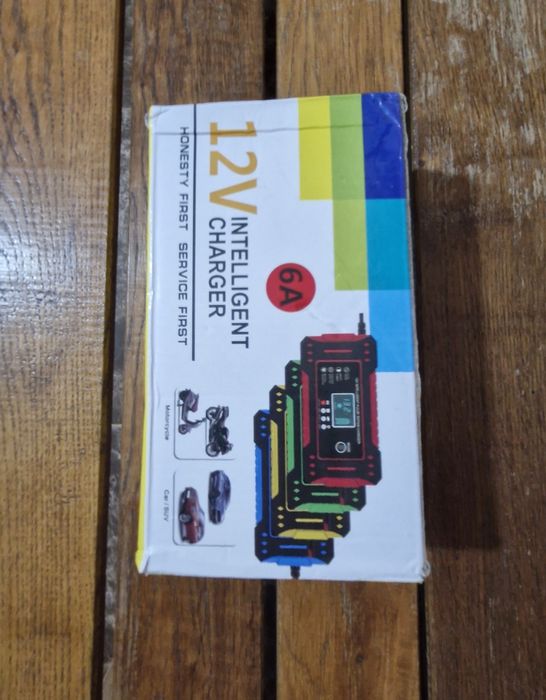 12V INTELLIGENT
CHARGER
HONESTY FIRST SERVICE FIRST
6A
Motorcycle
Car / SUV